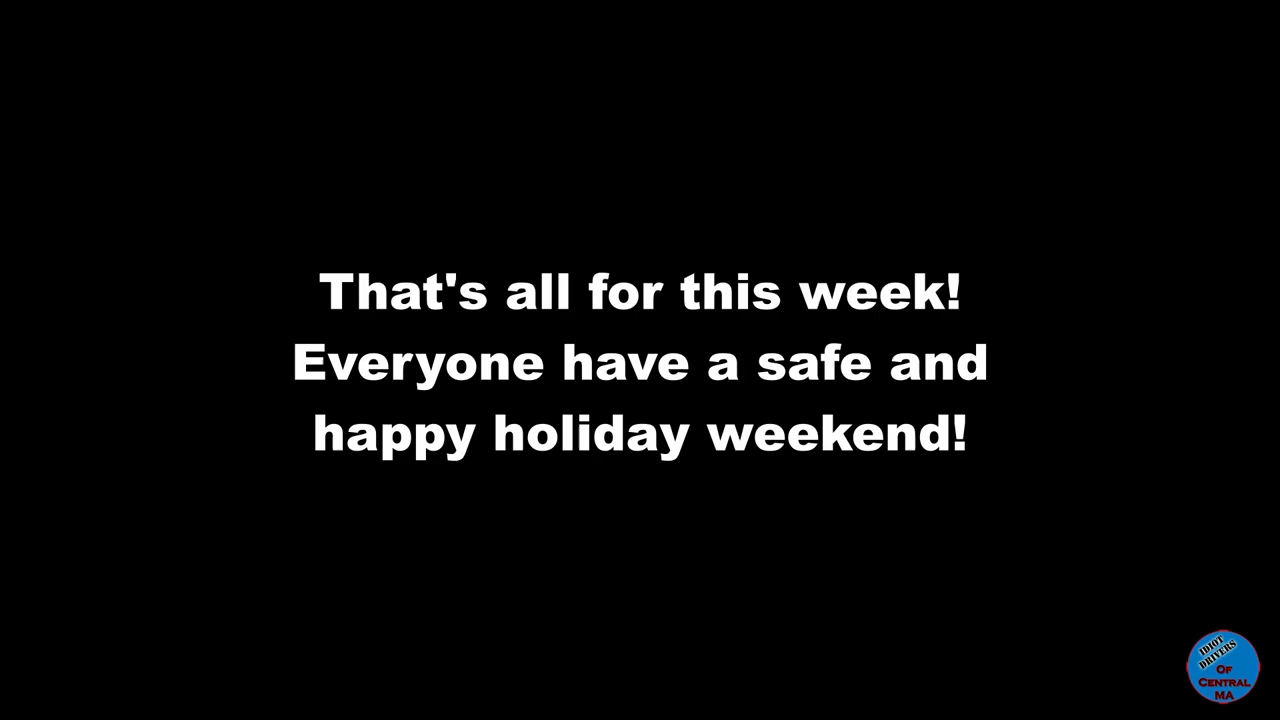 That's all for this week!
Everyone have a safe and
happy holiday weekend!
IDIOT
DRIVERS
OF
CENTRAL
MA